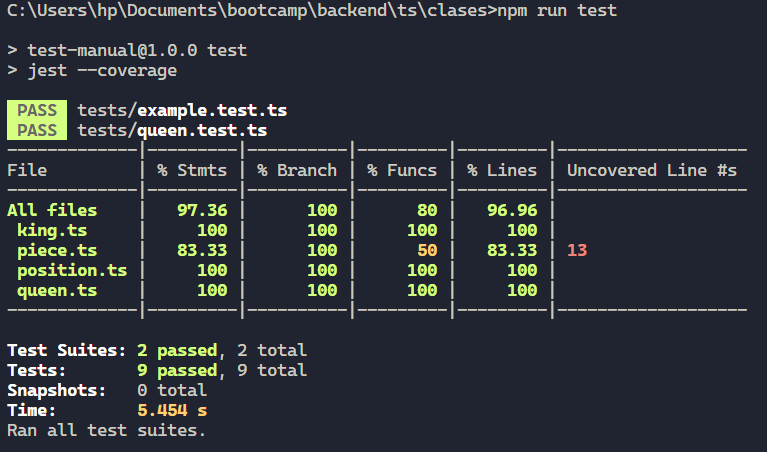 C:\Users\hp\Documents\bootcamp\backend\ts\clases>npm run test
> test-manual@1.0.0 test
> jest --coverage
PASS tests/example.test.ts
PASS tests/queen.test.ts
-------------|---------|----------|---------|---------|-------------------
File         | % Stmts | % Branch | % Funcs | % Lines | Uncovered Line #s
-------------|---------|----------|---------|---------|-------------------
All files    |   97.36 |      100 |      80 |   96.96 |
 king.ts     |     100 |      100 |     100 |     100 |
 piece.ts    |   83.33 |      100 |      50 |   83.33 | 13
 position.ts |     100 |      100 |     100 |     100 |
 queen.ts    |     100 |      100 |     100 |     100 |
-------------|---------|----------|---------|---------|-------------------
Test Suites: 2 passed, 2 total
Tests:       9 passed, 9 total
Snapshots:   0 total
Time:        5.454 s
Ran all test suites.